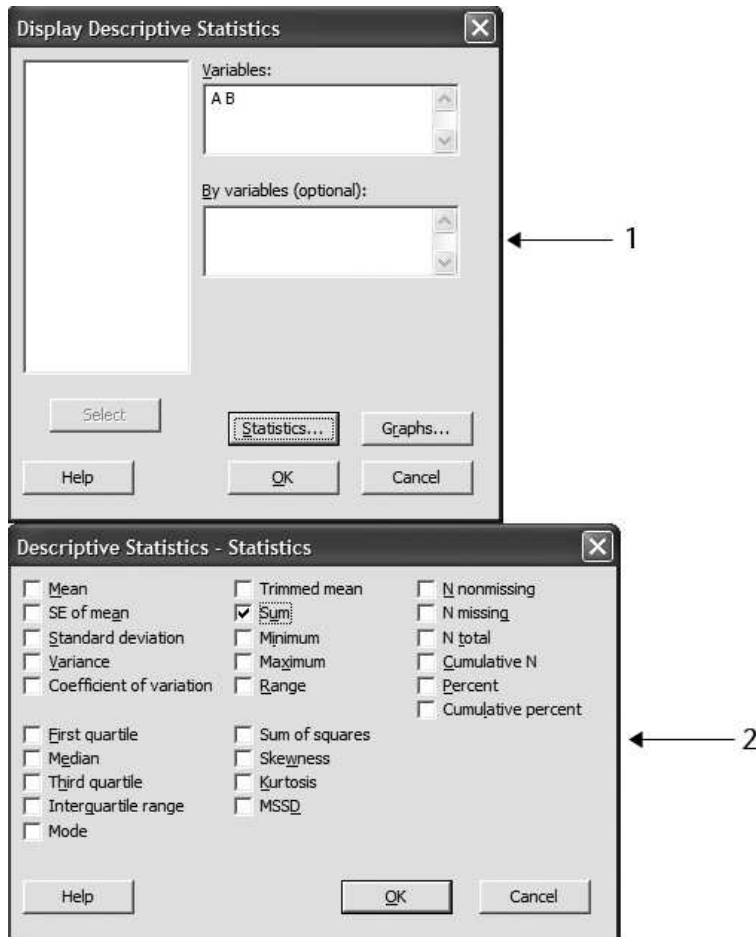 Display Descriptive Statistics
Variables:
A B
By variables (optional):
1
Select
Statistics...
Graphs...
Help
OK
Cancel
Descriptive Statistics - Statistics
Mean
Trimmed mean
N nonmissing
SE of mean
Sum
N missing
Standard deviation
Minimum
N total
Variance
Maximum
Cumulative N
Coefficient of variation
Range
Percent
Cumulative percent
First quartile
Sum of squares
2
Median
Skewness
Third quartile
Kurtosis
Interquartile range
MSSD
Mode
Help
OK
Cancel